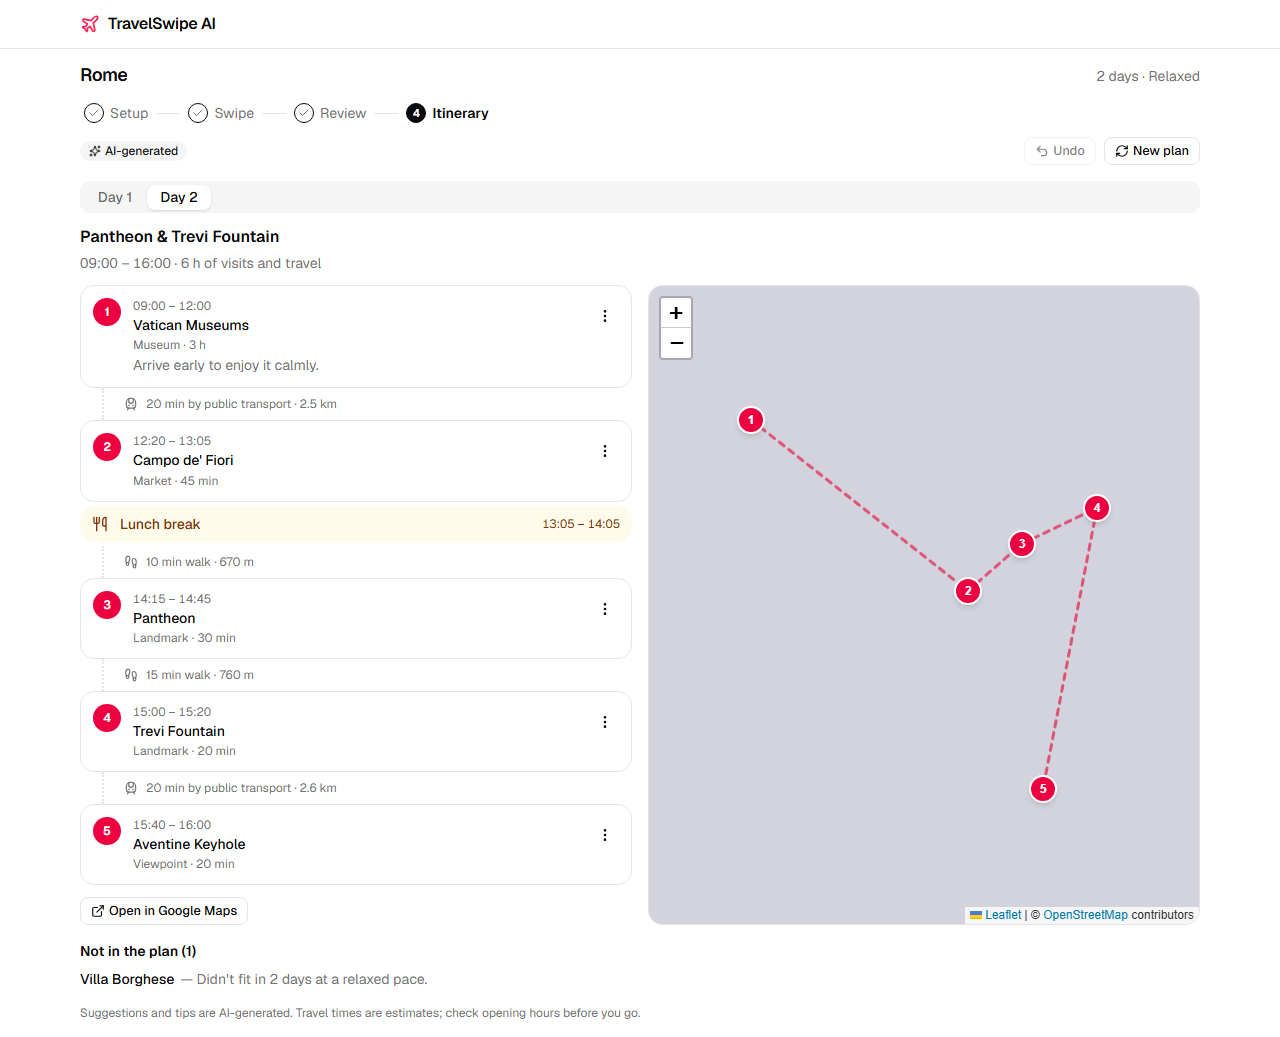 TravelSwipe AI
Rome
2 days · Relaxed
Setup
Swipe
Review
4 Itinerary
AI-generated
Undo
New plan
Day 1
Day 2
Pantheon & Trevi Fountain
09:00 – 16:00 · 6 h of visits and travel
1
09:00 – 12:00
Vatican Museums
Museum · 3 h
Arrive early to enjoy it calmly.
20 min by public transport · 2.5 km
2
12:20 – 13:05
Campo de' Fiori
Market · 45 min
Lunch break
13:05 – 14:05
10 min walk · 670 m
3
14:15 – 14:45
Pantheon
Landmark · 30 min
15 min walk · 760 m
4
15:00 – 15:20
Trevi Fountain
Landmark · 20 min
20 min by public transport · 2.6 km
5
15:40 – 16:00
Aventine Keyhole
Viewpoint · 20 min
Open in Google Maps
+
−
1
4
3
2
5
Leaflet | © OpenStreetMap contributors
Not in the plan (1)
Villa Borghese — Didn't fit in 2 days at a relaxed pace.
Suggestions and tips are AI-generated. Travel times are estimates; check opening hours before you go.